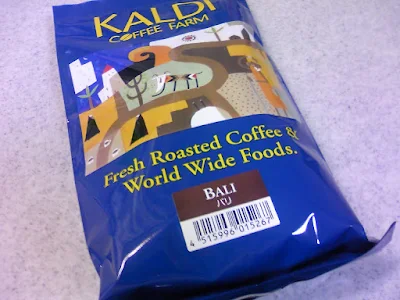 KALDI
COFFEE FARM
Fresh Roasted Coffee &
World Wide Foods.
BALI
バリ
4 515996 015267